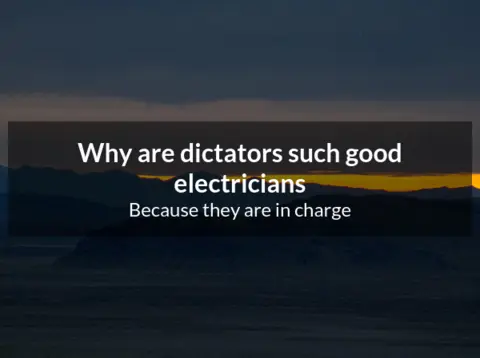 Why are dictators such good
electricians
Because they are in charge